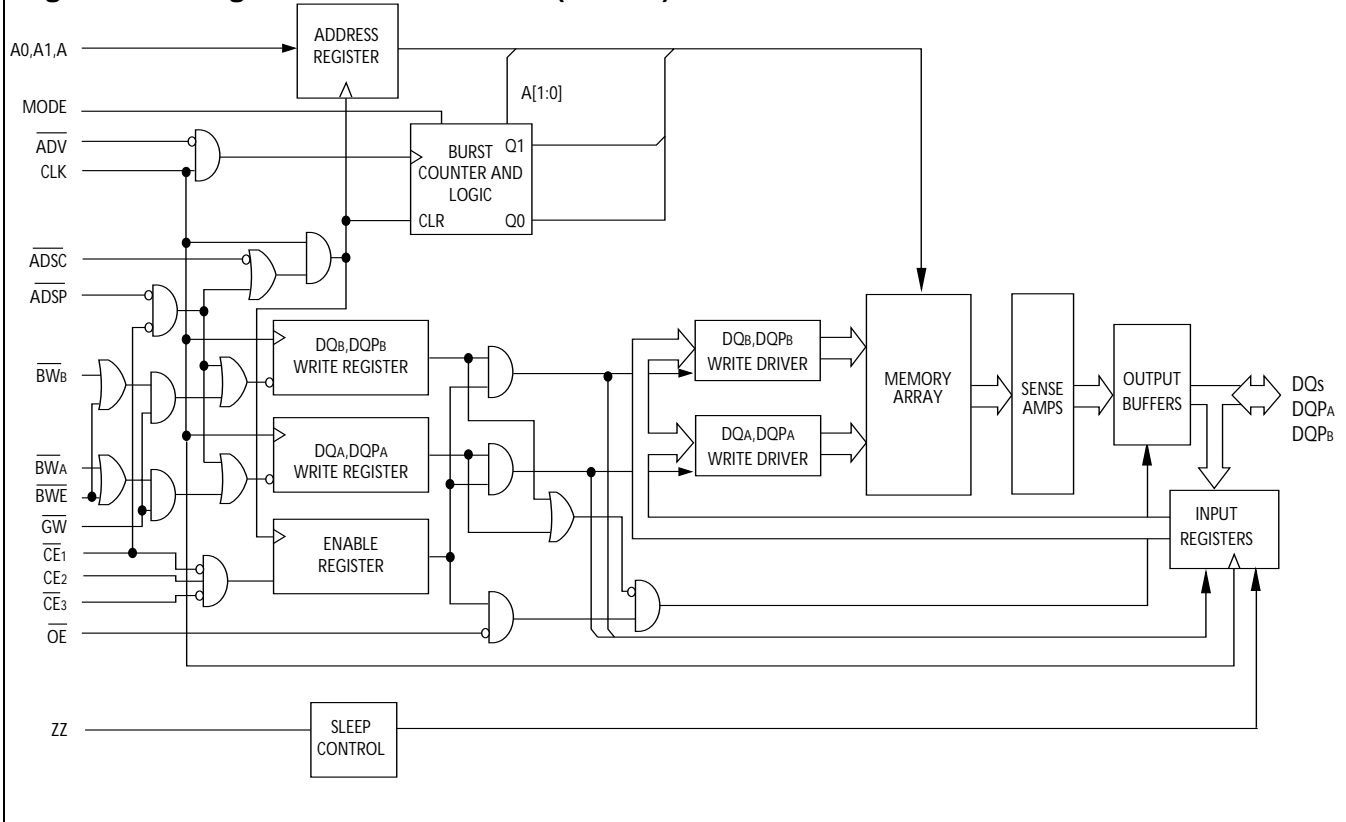 ADDRESS
REGISTER
A0,A1,A
MODE
A[1:0]
ADV
CLK
BURST
COUNTER AND
LOGIC
Q1
CLR
Q0
ADSC
ADSP
DQB,DQPB
WRITE REGISTER
DQB,DQPB
WRITE DRIVER
MEMORY
ARRAY
SENSE
AMPS
OUTPUT
BUFFERS
DQs
DQPA
DQPB
BWB
DQA,DQPA
WRITE REGISTER
DQA,DQPA
WRITE DRIVER
BWA
BWE
GW
CE1
CE2
CE3
ENABLE
REGISTER
INPUT
REGISTERS
OE
ZZ
SLEEP
CONTROL